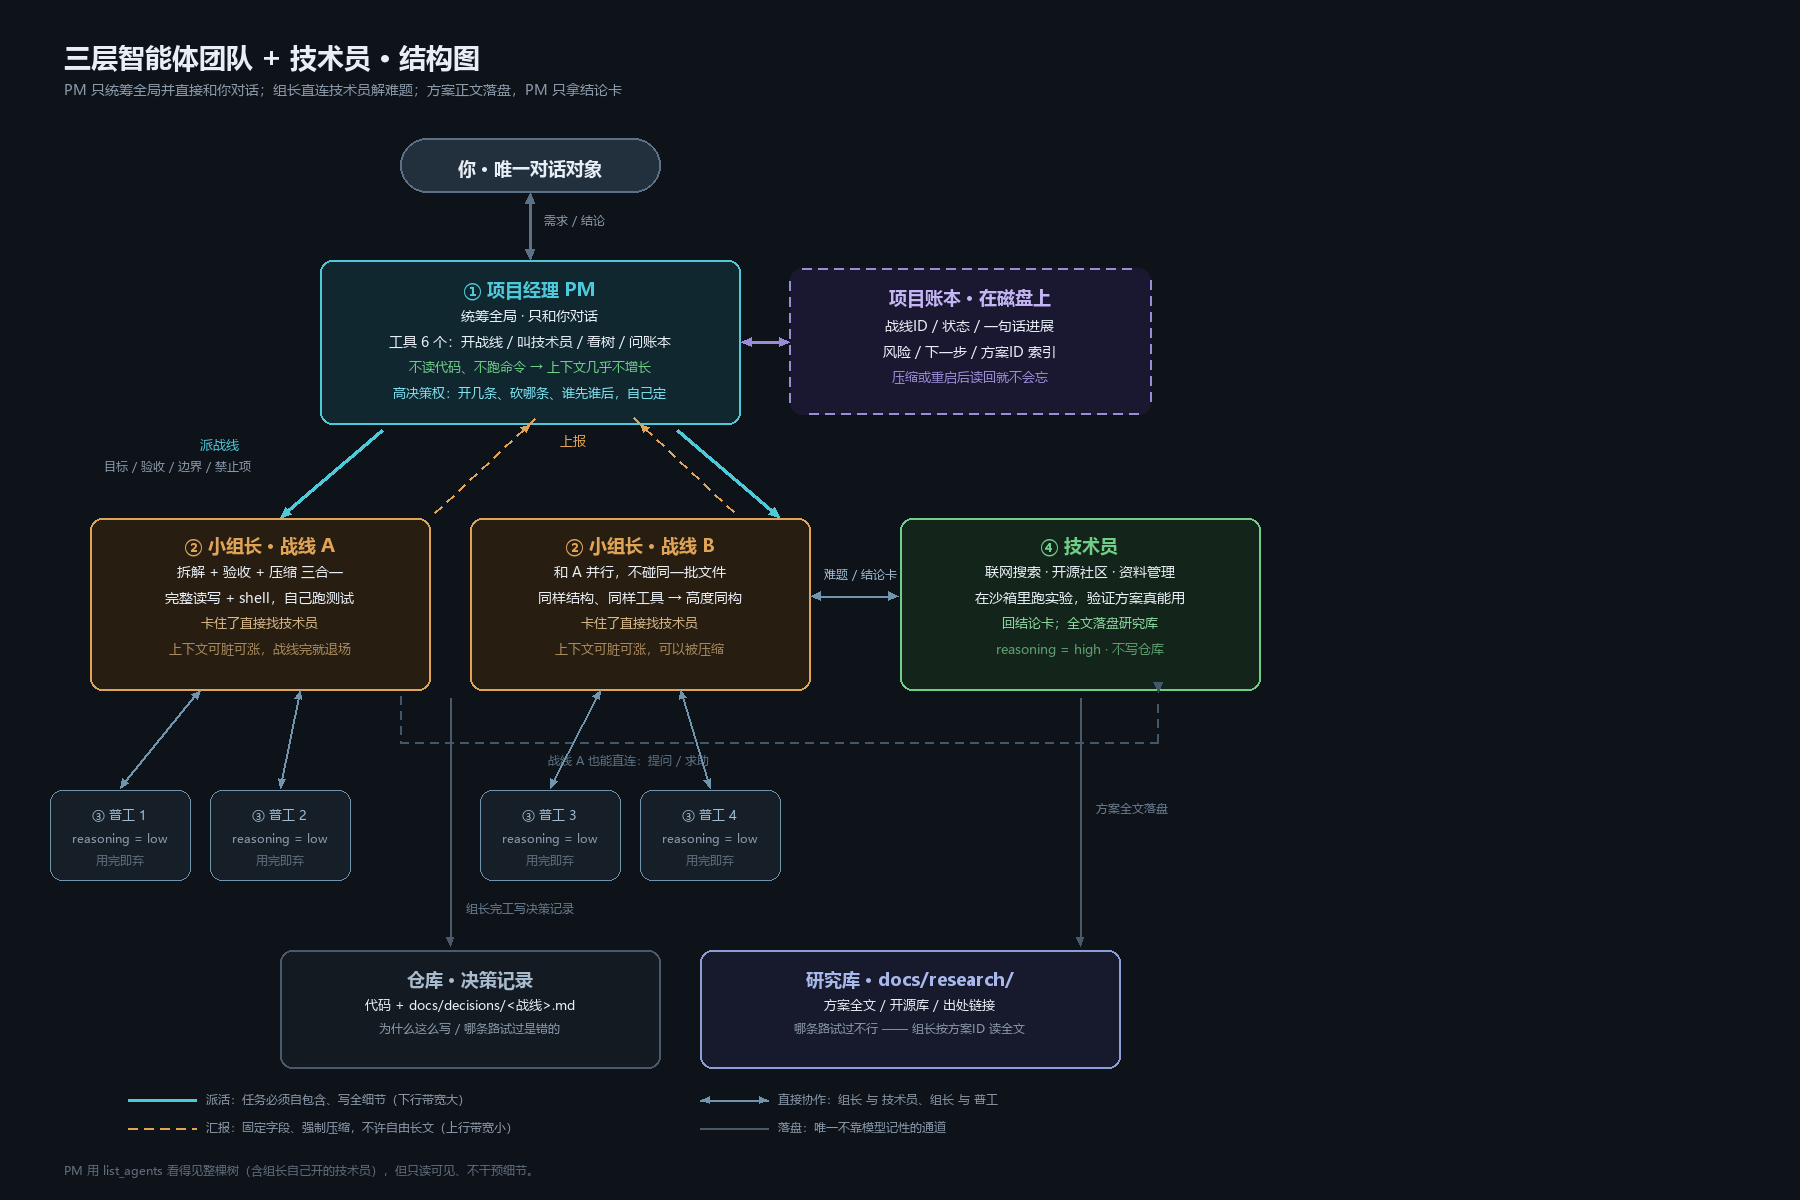 三层智能体团队 + 技术员 • 结构图
PM 只统筹全局并直接和你对话；组长直连技术员解难题；方案正文落盘，PM 只拿结论卡
你 • 唯一对话对象
需求 / 结论
① 项目经理 PM
统筹全局 · 只和你对话
工具 6 个：开战线 / 叫技术员 / 看树 / 问账本
不读代码、不跑命令 → 上下文几乎不增长
高决策权：开几条、砍哪条、谁先谁后，自己定
项目账本 • 在磁盘上
战线ID / 状态 / 一句话进展
风险 / 下一步 / 方案ID 索引
压缩或重启后读回就不会忘
派战线
目标 / 验收 / 边界 / 禁止项
上报
② 小组长 • 战线 A
拆解 + 验收 + 压缩 三合一
完整读写 + shell，自己跑测试
卡住了直接找技术员
上下文可脏可涨，战线完就退场
② 小组长 • 战线 B
和 A 并行，不碰同一批文件
同样结构、同样工具 → 高度同构
卡住了直接找技术员
上下文可脏可涨，可以被压缩
难题 / 结论卡
④ 技术员
联网搜索 · 开源社区 · 资料管理
在沙箱里跑实验，验证方案真能用
回结论卡；全文落盘研究库
reasoning = high · 不写仓库
战线 A 也能直连：提问 / 求助
③ 普工 1
reasoning = low
用完即弃
③ 普工 2
reasoning = low
用完即弃
③ 普工 3
reasoning = low
用完即弃
③ 普工 4
reasoning = low
用完即弃
方案全文落盘
组长完工写决策记录
仓库 • 决策记录
代码 + docs/decisions/<战线>.md
为什么这么写 / 哪条路试过是错的
研究库 • docs/research/
方案全文 / 开源库 / 出处链接
哪条路试过不行 —— 组长按方案ID 读全文
派活：任务必须自包含、写全细节（下行带宽大）
直接协作：组长 与 技术员、组长 与 普工
汇报：固定字段、强制压缩，不许自由长文（上行带宽小）
落盘：唯一不靠模型记性的通道
PM 用 list_agents 看得见整棵树（含组长自己开的技术员），但只读可见、不干预细节。